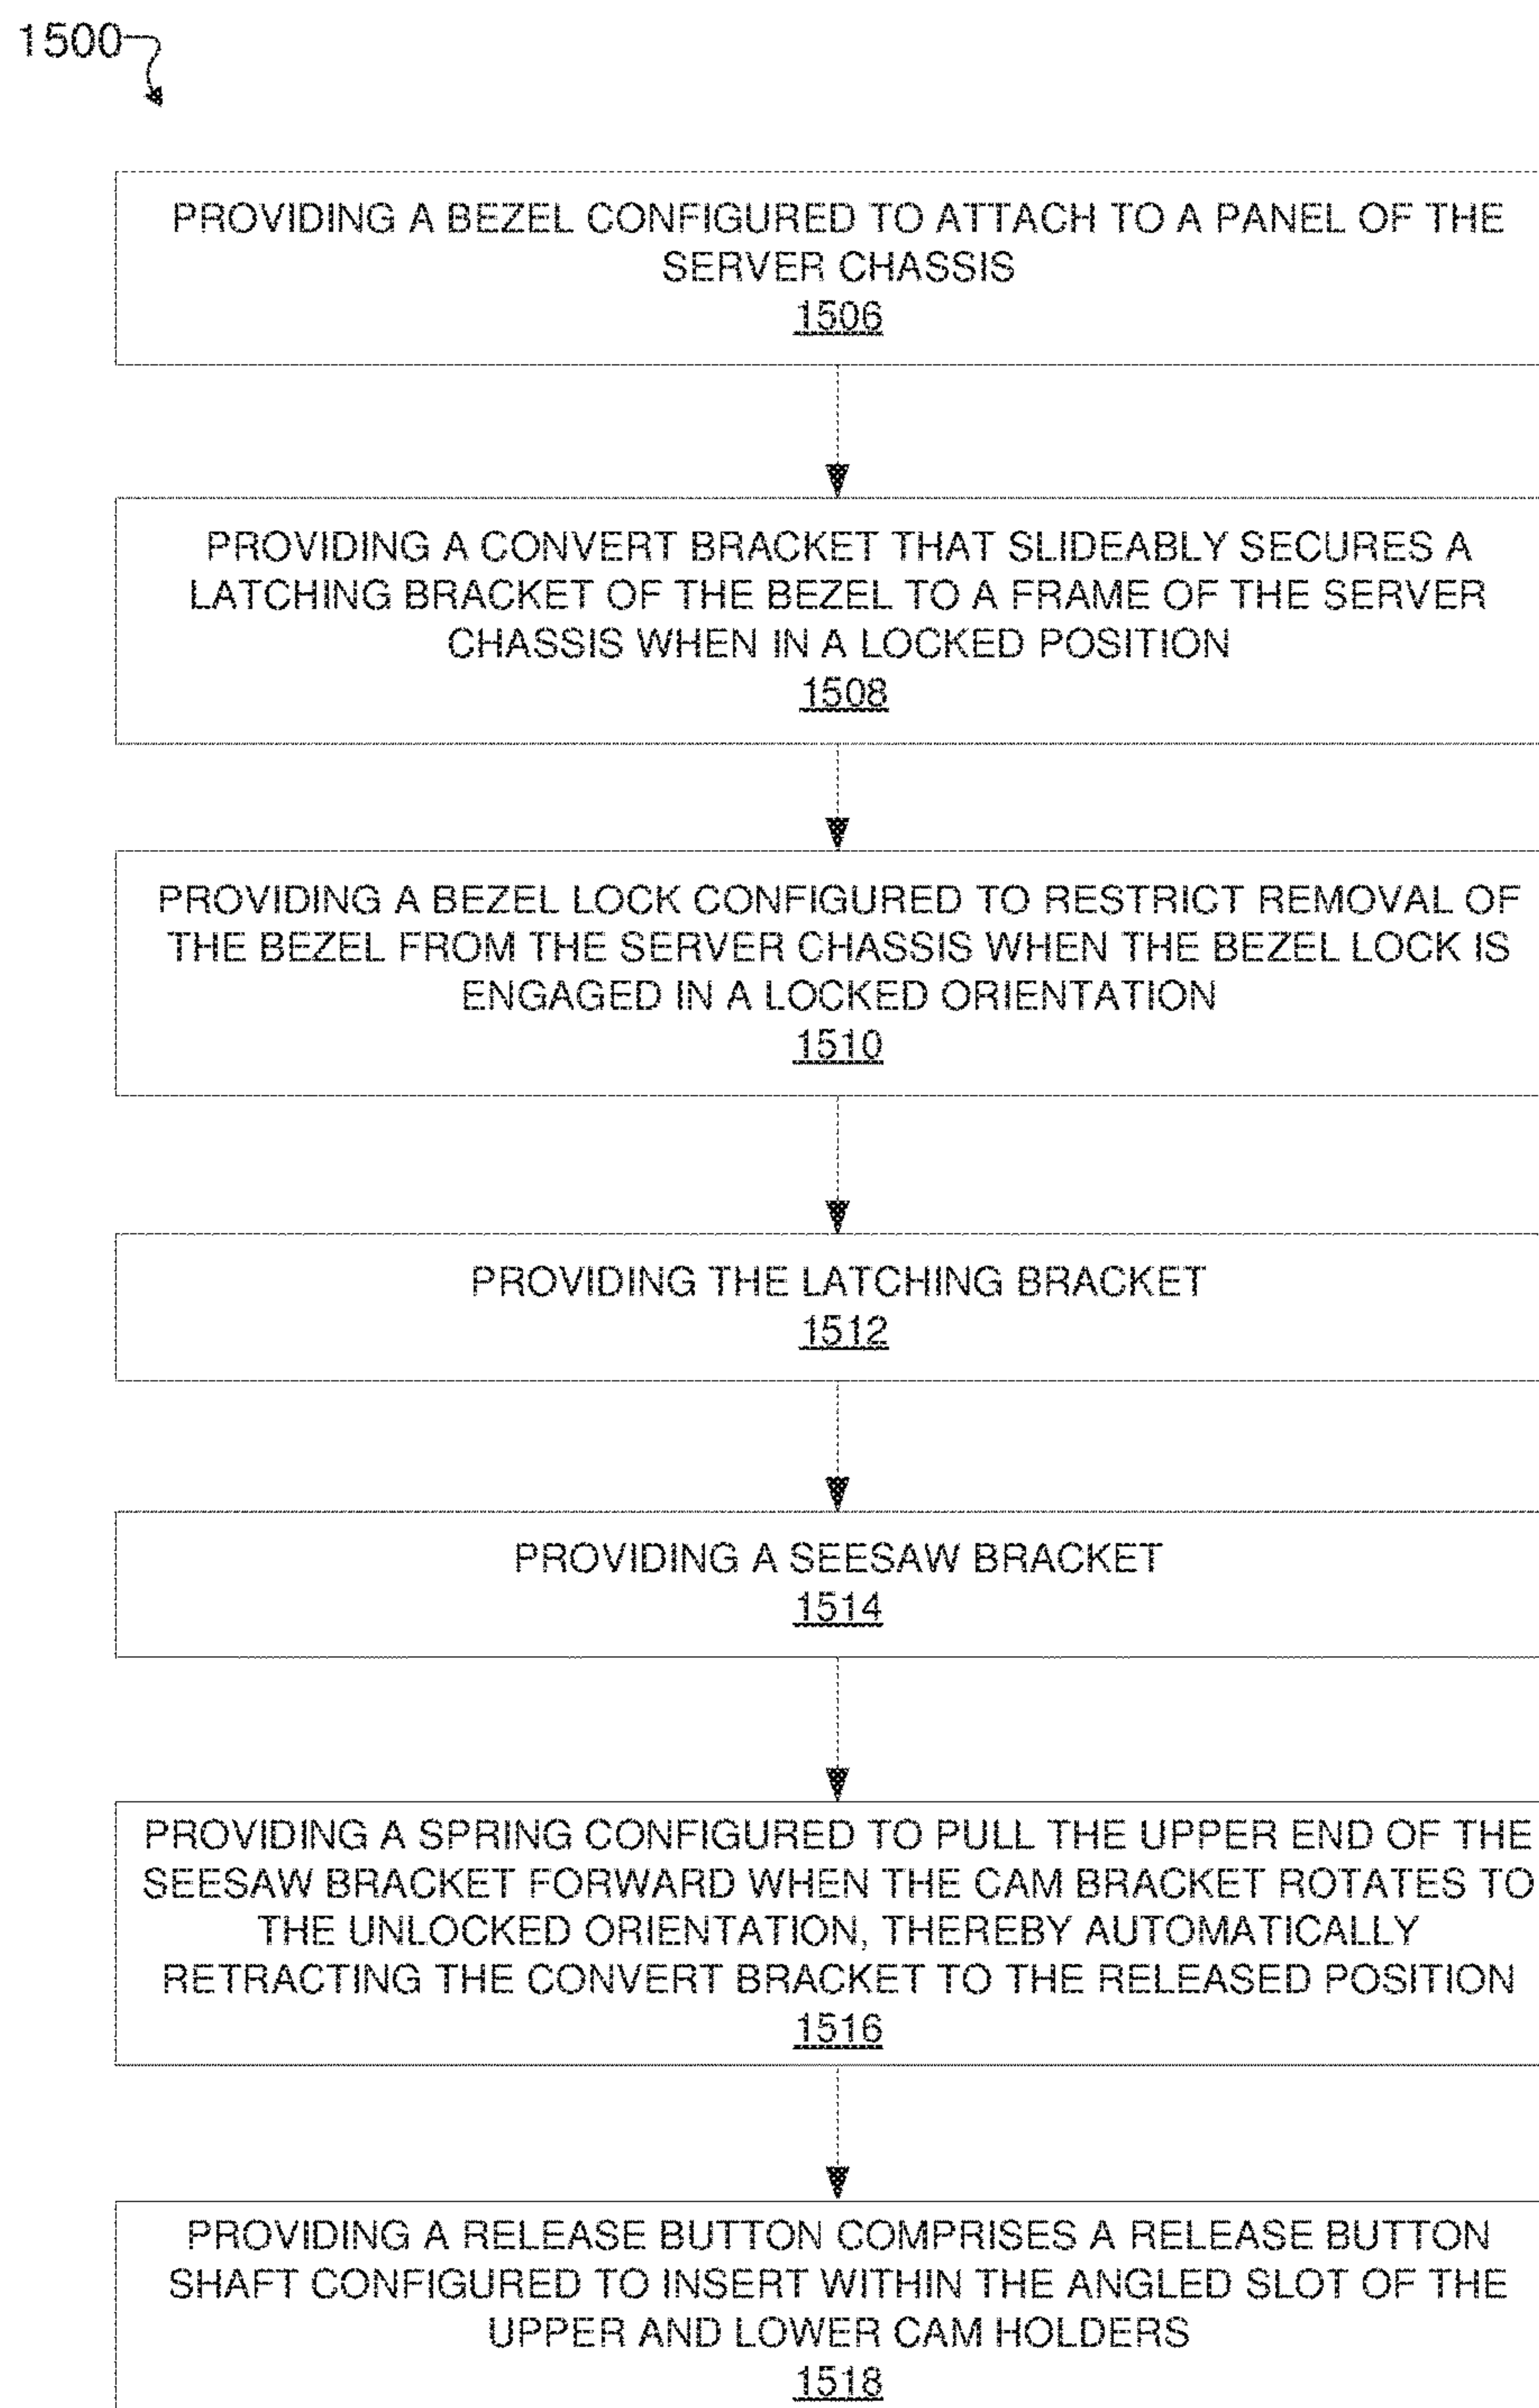 1500
PROVIDING A BEZEL CONFIGURED TO ATTACH TO A PANEL OF THE
SERVER CHASSIS
1506
PROVIDING A CONVERT BRACKET THAT SLIDEABLY SECURES A
LATCHING BRACKET OF THE BEZEL TO A FRAME OF THE SERVER
CHASSIS WHEN IN A LOCKED POSITION
1508
PROVIDING A BEZEL LOCK CONFIGURED TO RESTRICT REMOVAL OF
THE BEZEL FROM THE SERVER CHASSIS WHEN THE BEZEL LOCK IS
ENGAGED IN A LOCKED ORIENTATION
1510
PROVIDING THE LATCHING BRACKET
1512
PROVIDING A SEESAW BRACKET
1514
PROVIDING A SPRING CONFIGURED TO PULL THE UPPER END OF THE
SEESAW BRACKET FORWARD WHEN THE CAM BRACKET ROTATES TO
THE UNLOCKED ORIENTATION, THEREBY AUTOMATICALLY
RETRACTING THE CONVERT BRACKET TO THE RELEASED POSITION
1516
PROVIDING A RELEASE BUTTON COMPRISES A RELEASE BUTTON
SHAFT CONFIGURED TO INSERT WITHIN THE ANGLED SLOT OF THE
UPPER AND LOWER CAM HOLDERS
1518